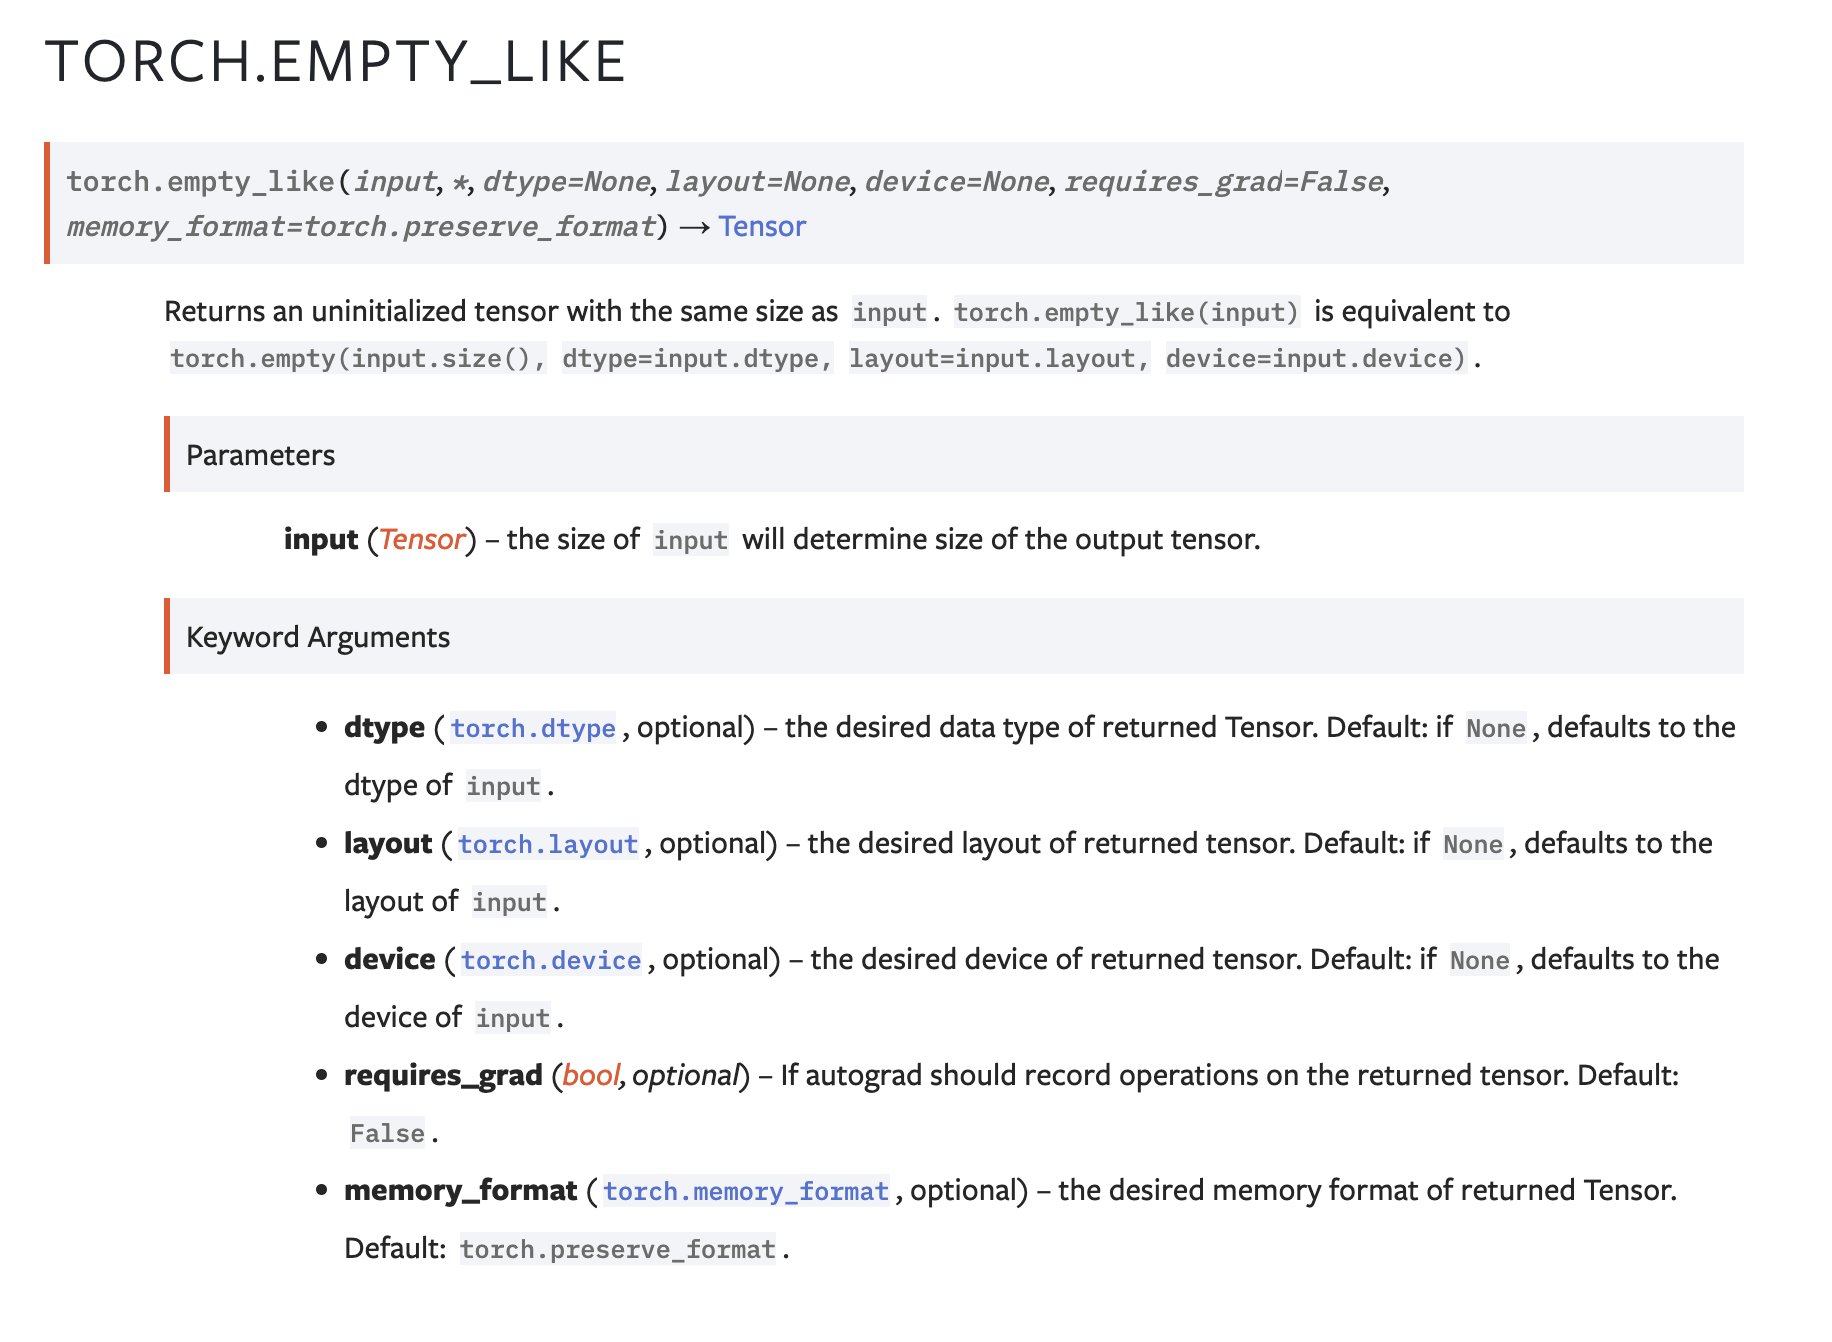 TORCH.EMPTY_LIKE
torch.empty_like(input, *, dtype=None, layout=None, device=None, requires_grad=False,
memory_format=torch.preserve_format) → Tensor
Returns an uninitialized tensor with the same size as input. torch.empty_like(input) is equivalent to
torch.empty(input.size(), dtype=input.dtype, layout=input.layout, device=input.device).
Parameters
input (Tensor) – the size of input will determine size of the output tensor.
Keyword Arguments
• dtype (torch.dtype, optional) – the desired data type of returned Tensor. Default: if None, defaults to the
dtype of input.
• layout (torch.layout, optional) – the desired layout of returned tensor. Default: if None, defaults to the
layout of input.
• device (torch.device, optional) – the desired device of returned tensor. Default: if None, defaults to the
device of input.
• requires_grad (bool, optional) – If autograd should record operations on the returned tensor. Default:
False.
• memory_format (torch.memory_format, optional) – the desired memory format of returned Tensor.
Default: torch.preserve_format.